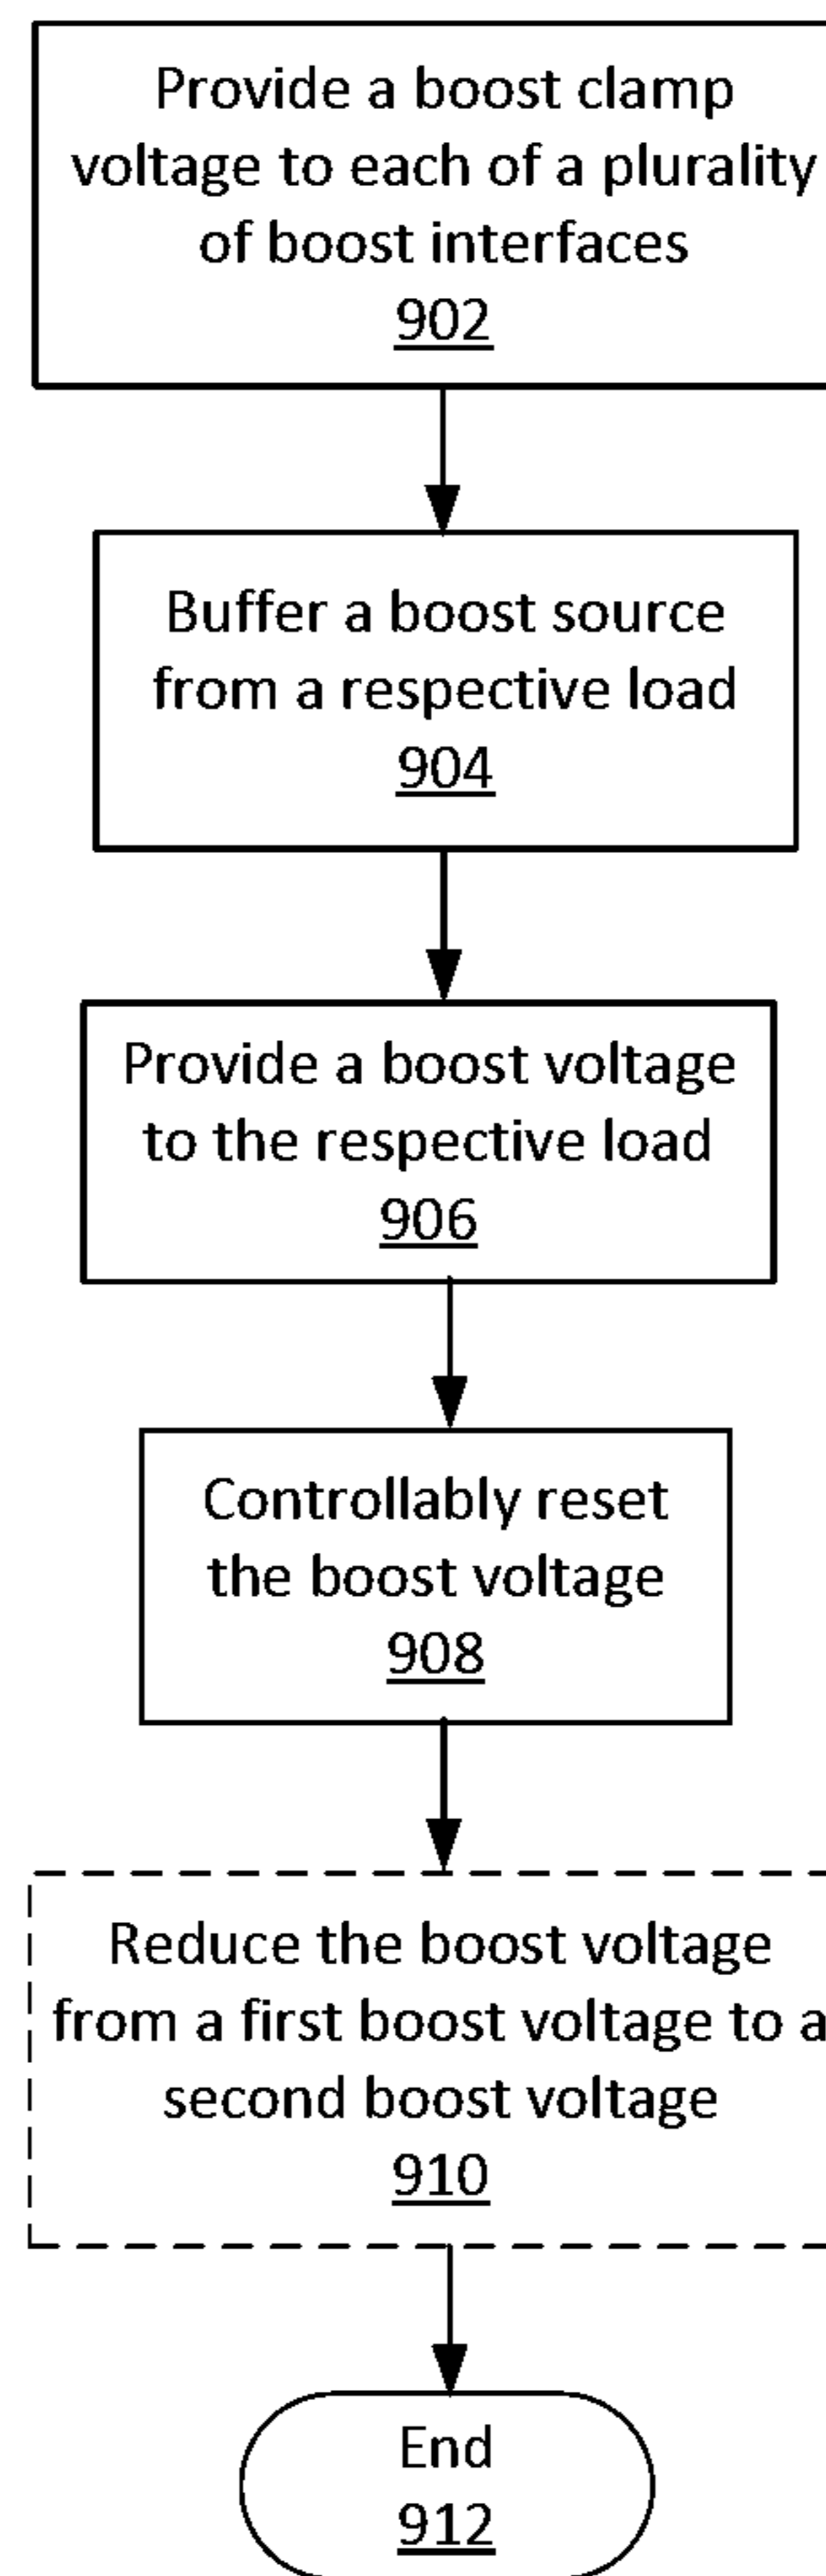 Provide a boost clamp
voltage to each of a plurality
of boost interfaces
902
Buffer a boost source
from a respective load
904
Provide a boost voltage
to the respective load
906
Controllably reset
the boost voltage
908
Reduce the boost voltage
from a first boost voltage to a
second boost voltage
910
End
912